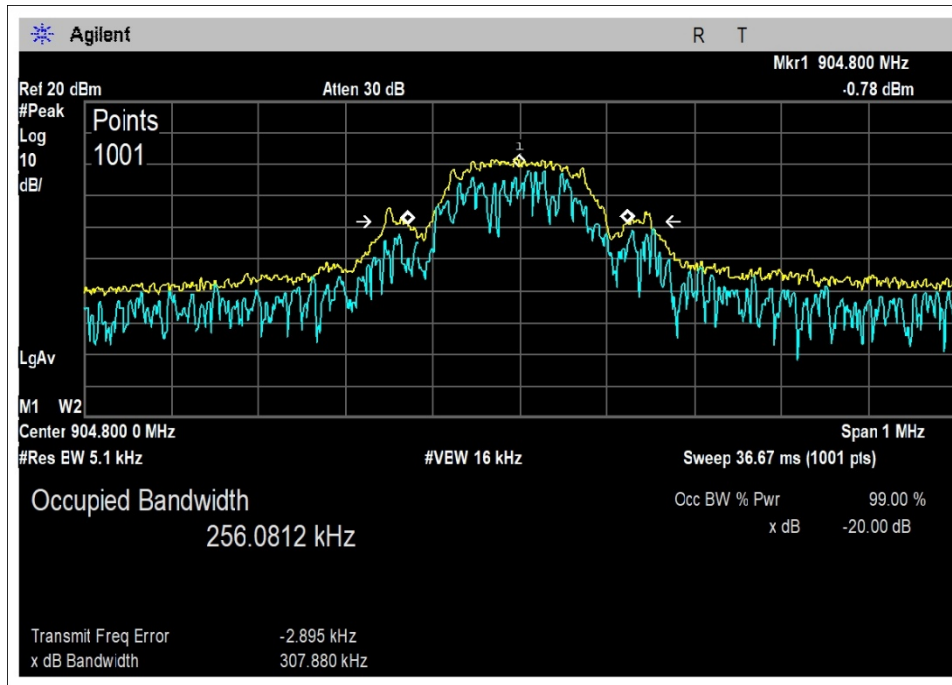 Agilent R T
Mkr1 904.800 MHz
Ref 20 dBm Atten 30 dB -0.78 dBm
#Peak
Log
10
dB/
Points
1001
1
LgAv
M1 W2
Center 904.800 0 MHz Span 1 MHz
#Res BW 5.1 kHz #VBW 16 kHz Sweep 36.67 ms (1001 pts)
Occupied Bandwidth
256.0812 kHz
Occ BW % Pwr 99.00 %
x dB -20.00 dB
Transmit Freq Error -2.895 kHz
x dB Bandwidth 307.880 kHz